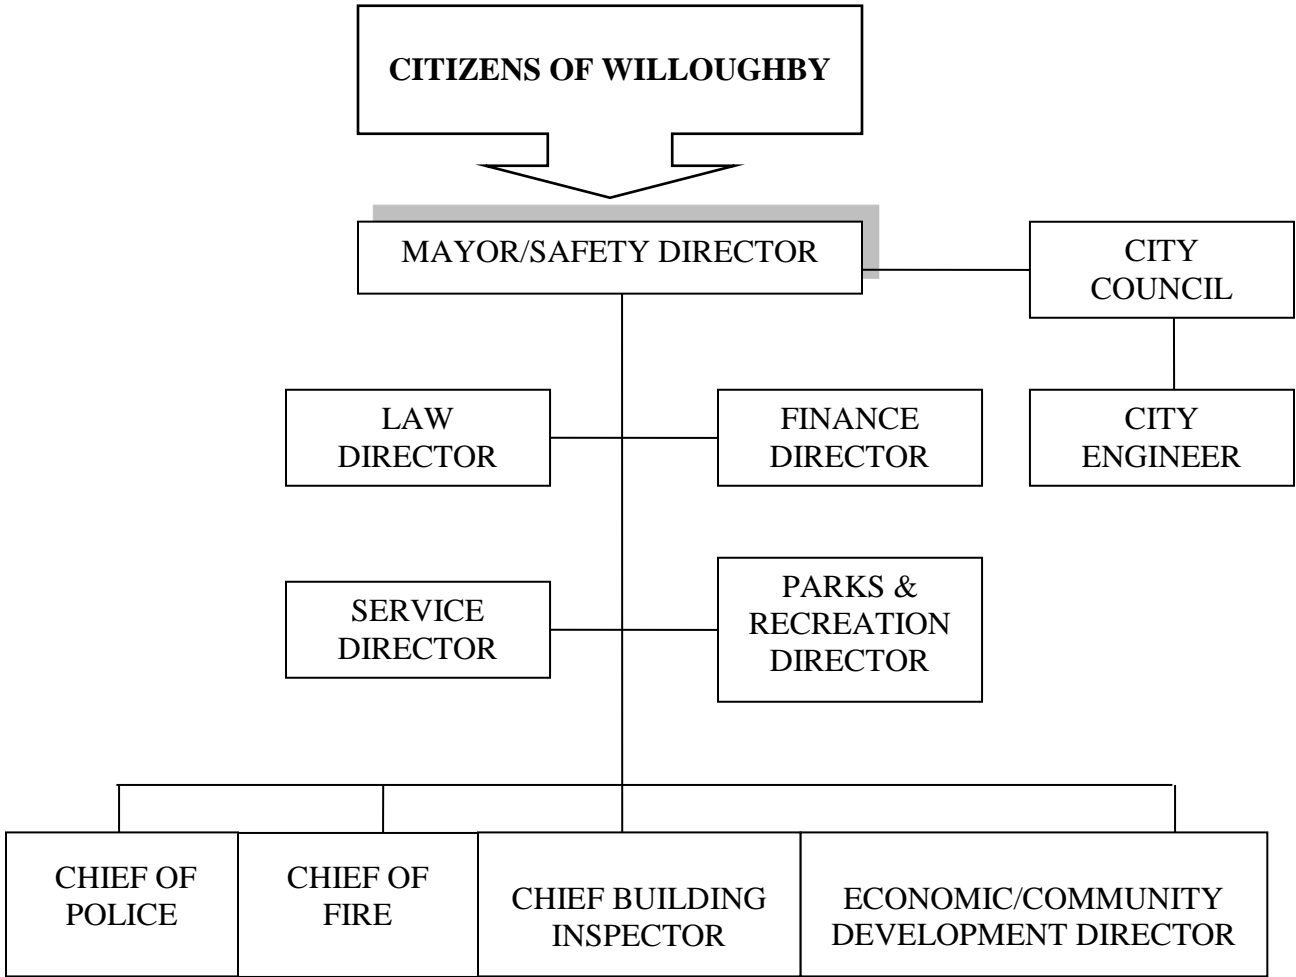 CITIZENS OF WILLOUGHBY
MAYOR/SAFETY DIRECTOR
CITY
COUNCIL
LAW
DIRECTOR
FINANCE
DIRECTOR
CITY
ENGINEER
SERVICE
DIRECTOR
PARKS &
RECREATION
DIRECTOR
CHIEF OF
POLICE
CHIEF OF
FIRE
CHIEF BUILDING
INSPECTOR
ECONOMIC/COMMUNITY
DEVELOPMENT DIRECTOR